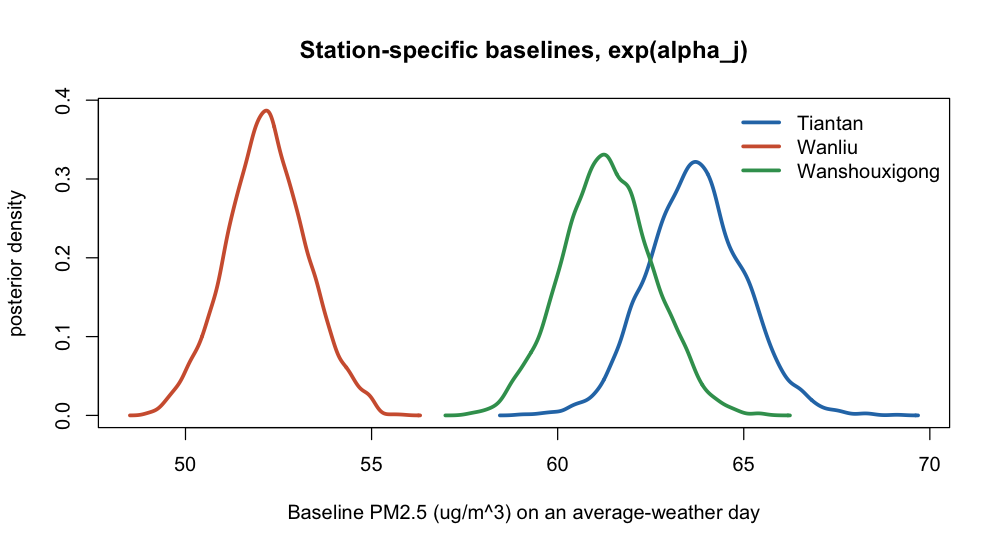 Station-specific baselines, exp(alpha_j)
Tiantan
Wanliu
Wanshouxigong
posterior density
0.4
0.3
0.2
0.1
0.0
50 55 60 65 70
Baseline PM2.5 (ug/m^3) on an average-weather day